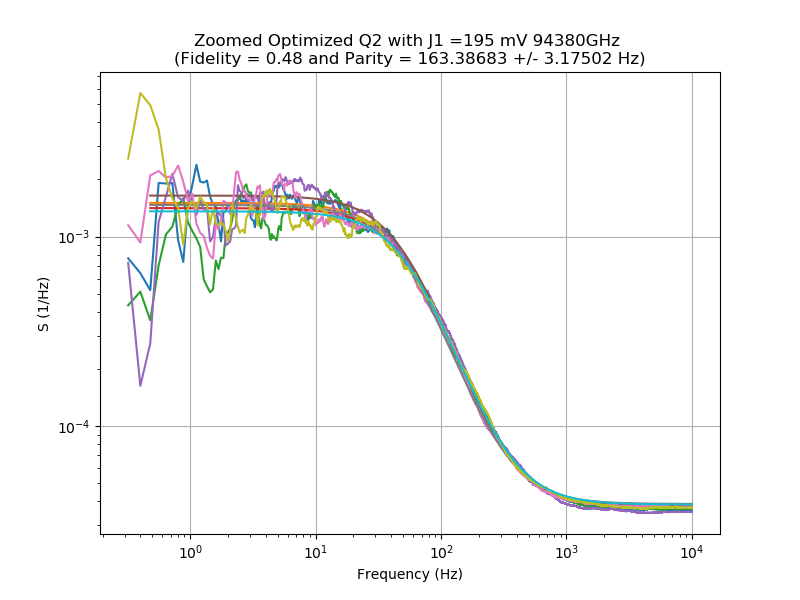 Zoomed Optimized Q2 with J1 =195 mV 94380GHz
(Fidelity = 0.48 and Parity = 163.38683 +/- 3.17502 Hz)
S (1/Hz)
10⁻³
10⁻⁴
10⁰ 10¹ 10² 10³ 10⁴
Frequency (Hz)